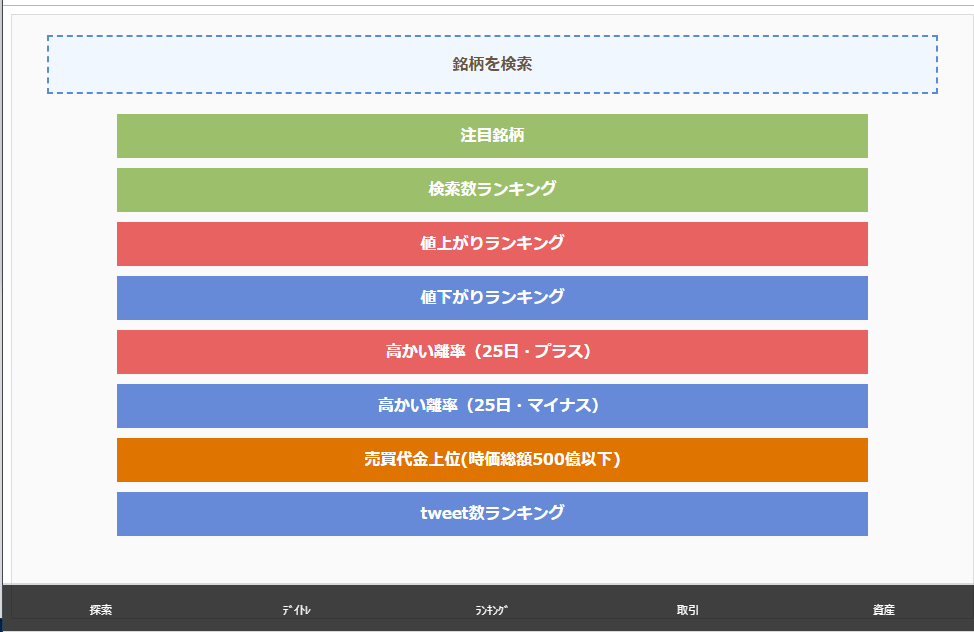 銘柄を検索
注目銘柄
検索数ランキング
値上がりランキング
値下がりランキング
高かい離率（25日・プラス）
高かい離率（25日・マイナス）
売買代金上位(時価総額500億以下)
tweet数ランキング
探索 ﾃﾞｲﾄﾚ ﾗﾝｷﾝｸﾞ 取引 資産